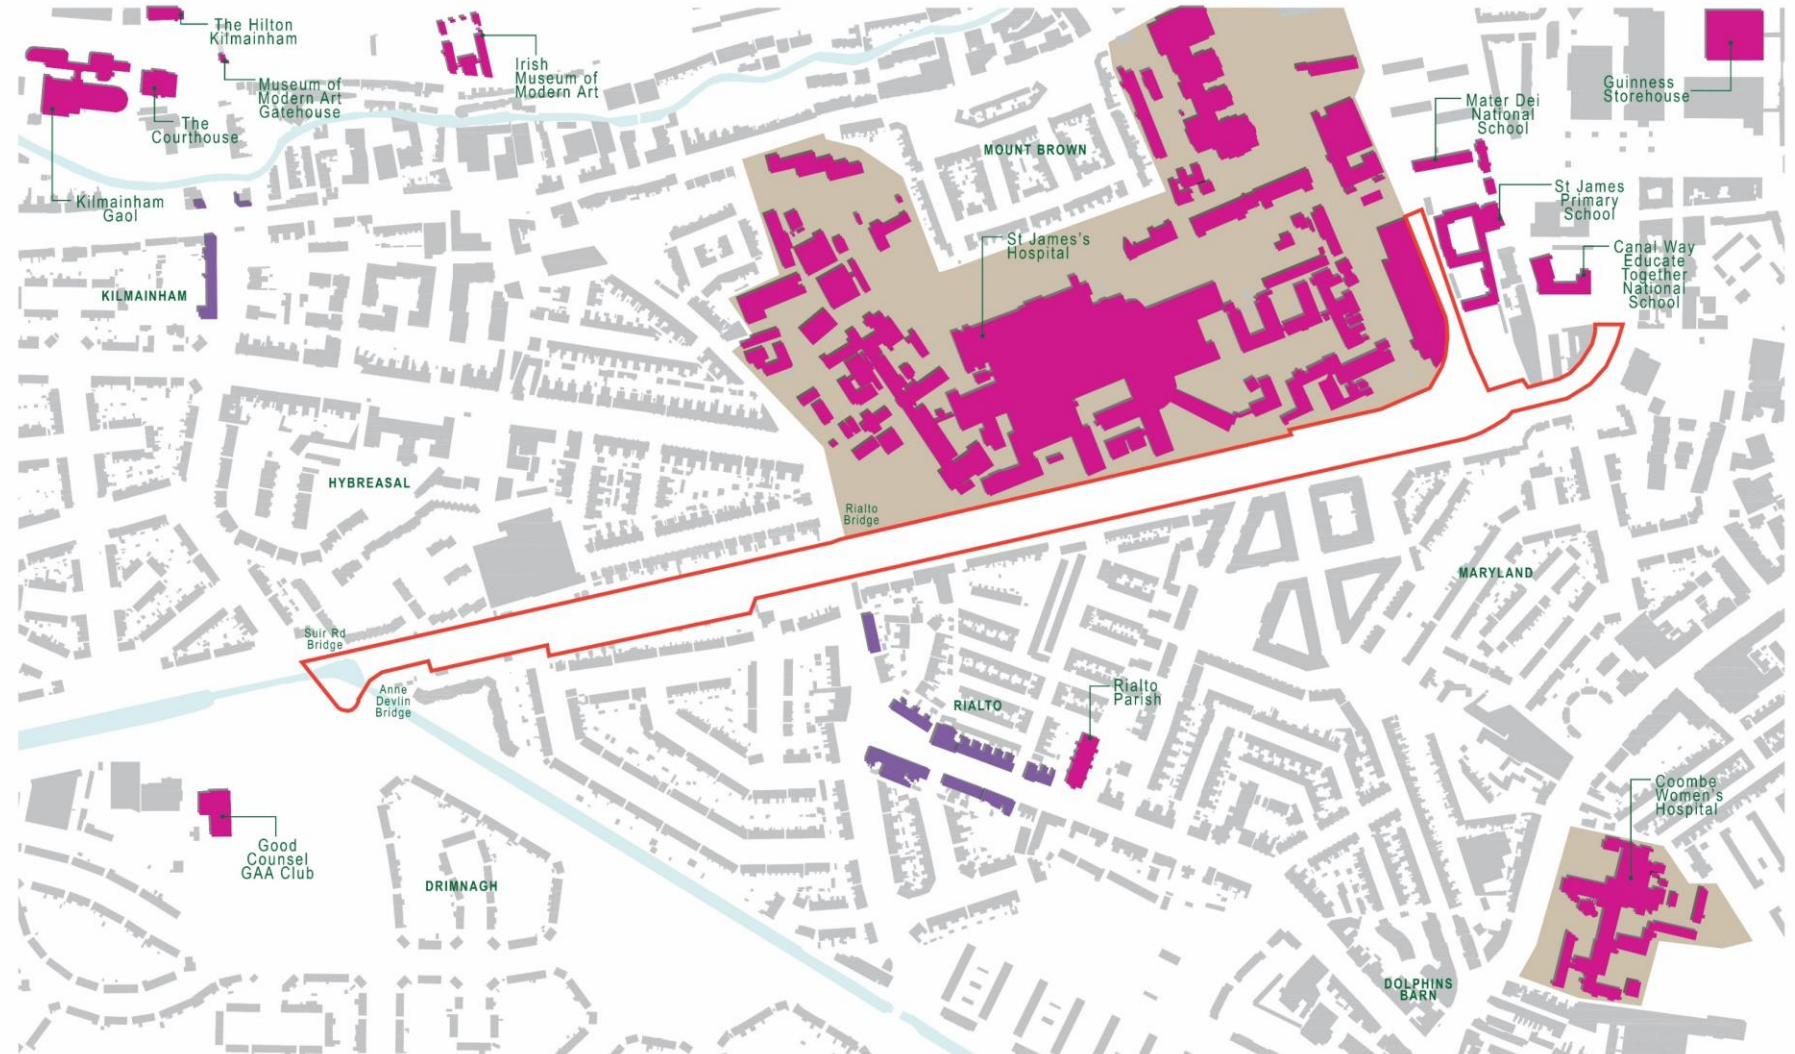 The Hilton
Kilmainham
Museum of
Modern Art
Gatehouse
The
Courthouse
Kilmainham
Gaol
Irish
Museum of
Modern Art
MOUNT BROWN
Guinness
Storehouse
Mater Dei
National
School
St James
Primary
School
Canal Way
Educate
Together
National
School
St James's
Hospital
KILMAINHAM
HYBREASAL
Rialto
Bridge
MARYLAND
Suir Rd
Bridge
Anne
Devlin
Bridge
RIALTO
Rialto
Parish
Coombe
Women's
Hospital
Good
Counsel
GAA Club
DRIMNAGH
DOLPHINS
BARN